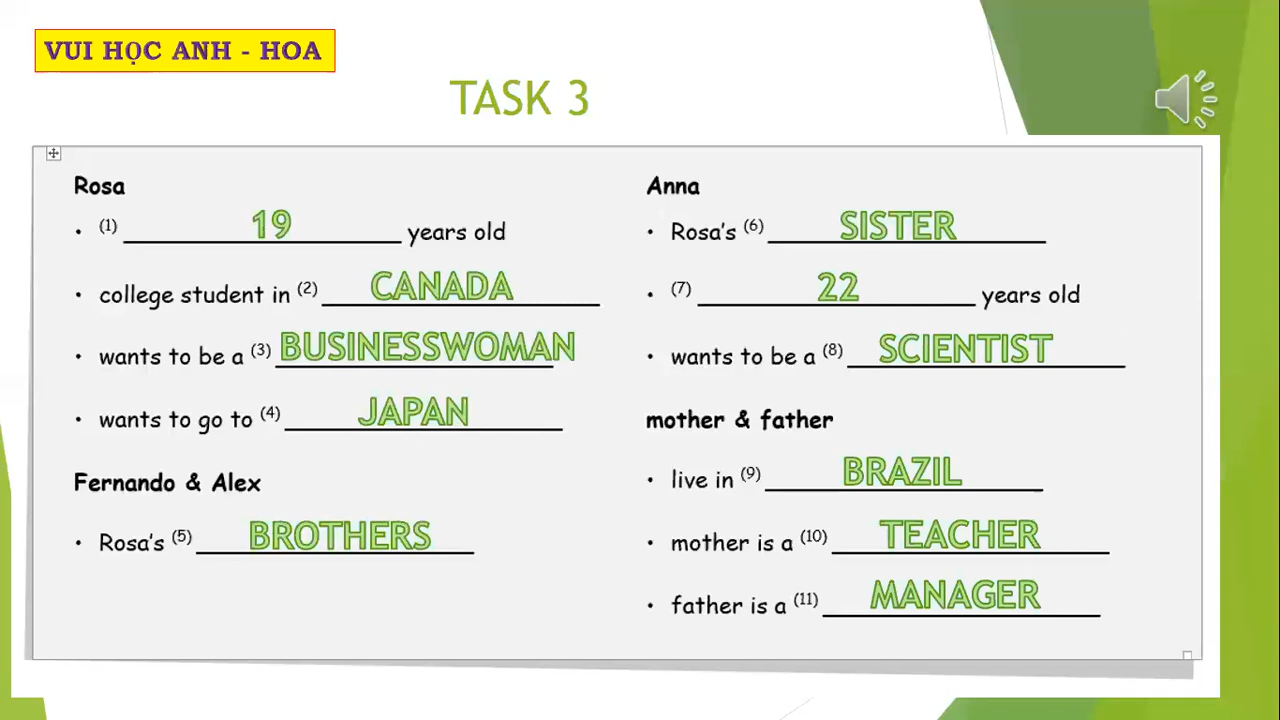 VUI HỌC ANH - HOA
TASK 3
Rosa
• (1) 19 years old
• college student in (2) CANADA
• wants to be a (3) BUSINESSWOMAN
• wants to go to (4) JAPAN
Fernando & Alex
• Rosa's (5) BROTHERS
Anna
• Rosa's (6) SISTER
• (7) 22 years old
• wants to be a (8) SCIENTIST
mother & father
• live in (9) BRAZIL
• mother is a (10) TEACHER
• father is a (11) MANAGER